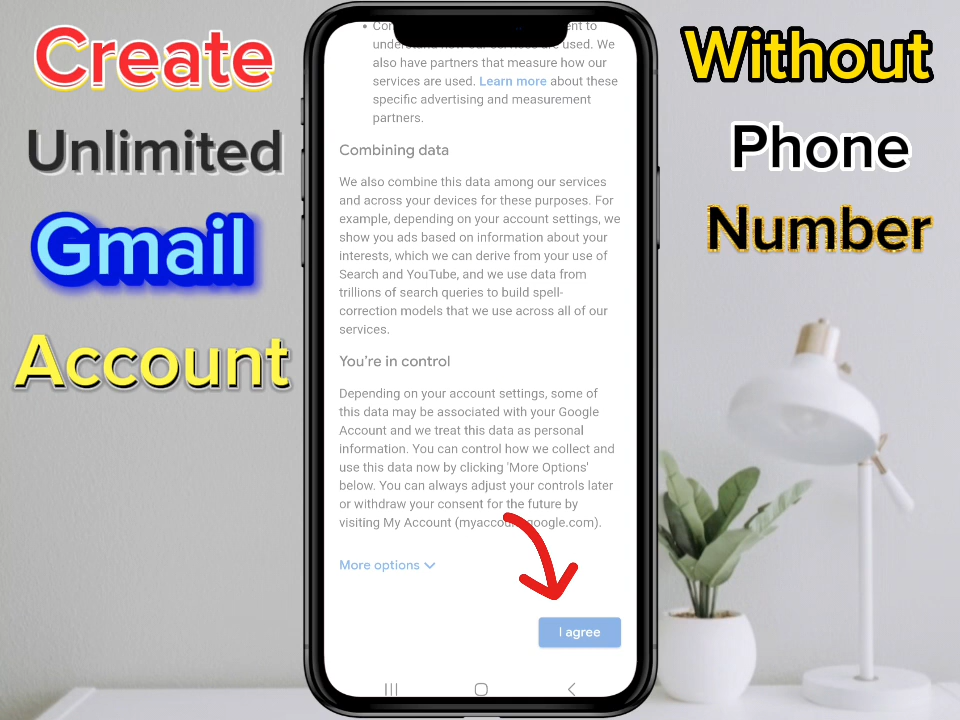 Create
Unlimited
Gmail
Account
Without
Phone
Number
understand how our services are used. We
also have partners that measure how our
services are used. Learn more about these
specific advertising and measurement
partners.
Combining data
We also combine this data among our services
and across your devices for these purposes. For
example, depending on your account settings, we
show you ads based on information about your
interests, which we can derive from your use of
Search and YouTube, and we use data from
trillions of search queries to build spell-
correction models that we use across all of our
services.
You're in control
Depending on your account settings, some of
this data may be associated with your Google
Account and we treat this data as personal
information. You can control how we collect and
use this data now by clicking 'More Options'
below. You can always adjust your controls later
or withdraw your consent for the future by
visiting My Account (myaccount.google.com).
More options
I agree